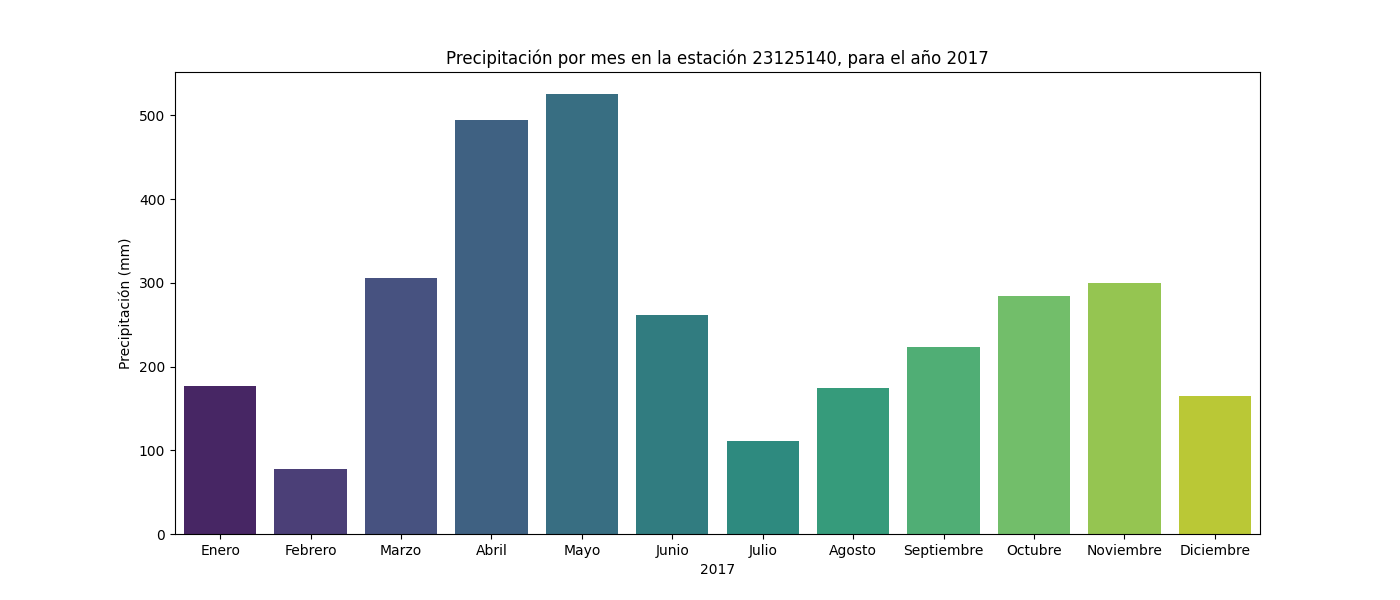 Precipitación por mes en la estación 23125140, para el año 2017
Precipitación (mm)
500
400
300
200
100
0
Enero Febrero Marzo Abril Mayo Junio Julio Agosto Septiembre Octubre Noviembre Diciembre
2017